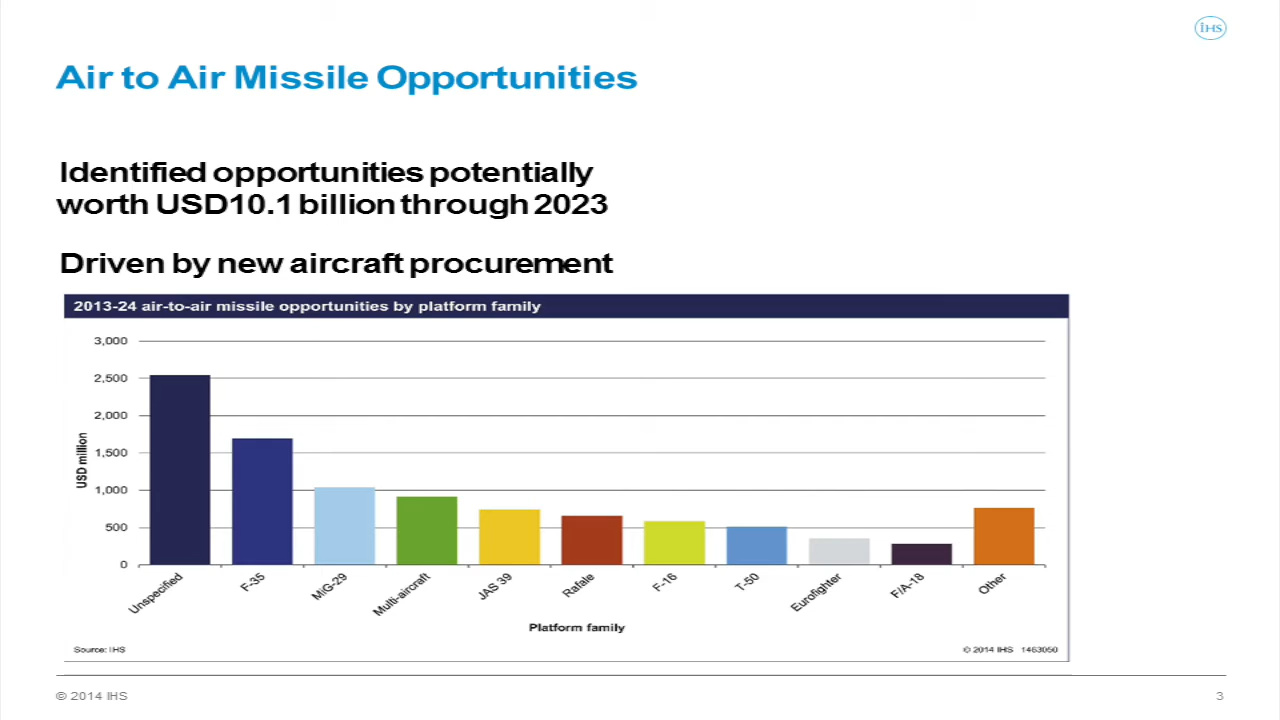 iHS
Air to Air Missile Opportunities
Identified opportunities potentially
worth USD10.1 billion through 2023
Driven by new aircraft procurement
2013-24 air-to-air missile opportunities by platform family
3,000
2,500
2,000
1,500
1,000
500
0
USD million
Unspecified
F-35
MiG-29
Multi-aircraft
JAS 39
Rafale
F-16
T-50
Eurofighter
F/A-18
Other
Platform family
Source: IHS
© 2014 IHS 1463050
© 2014 IHS
3